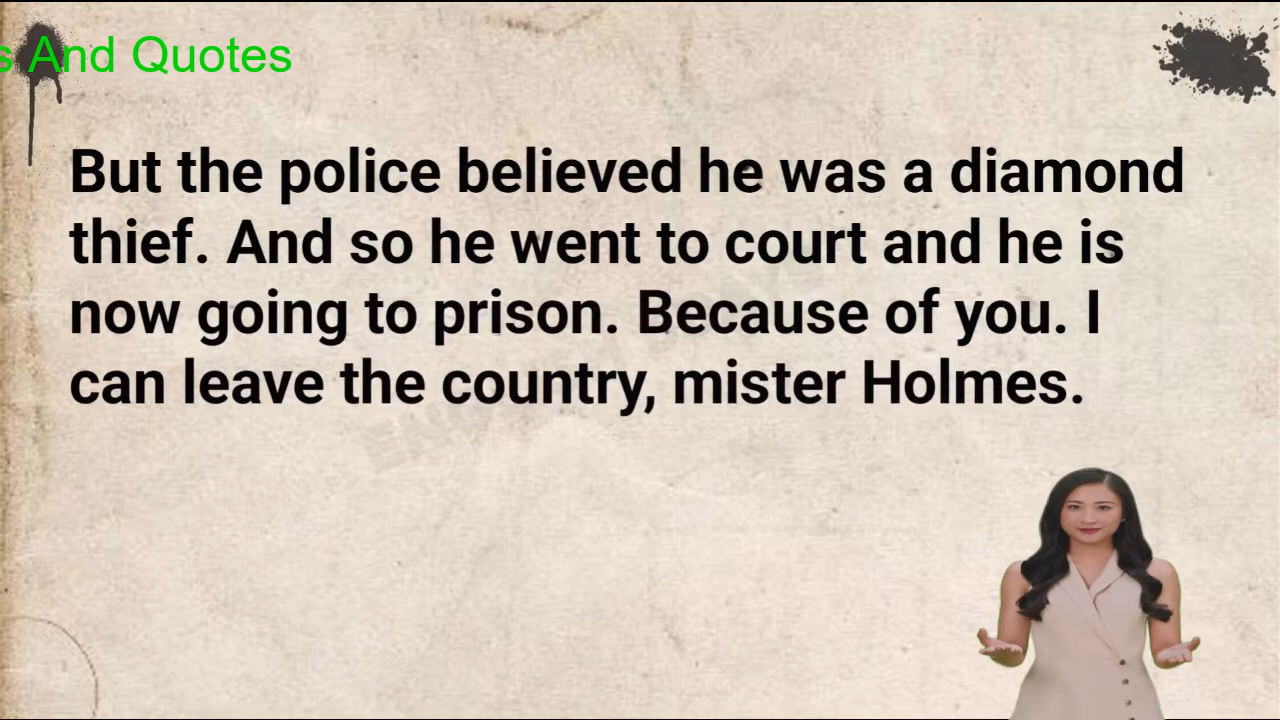 s And Quotes
But the police believed he was a diamond
thief. And so he went to court and he is
now going to prison. Because of you. I
can leave the country, mister Holmes.